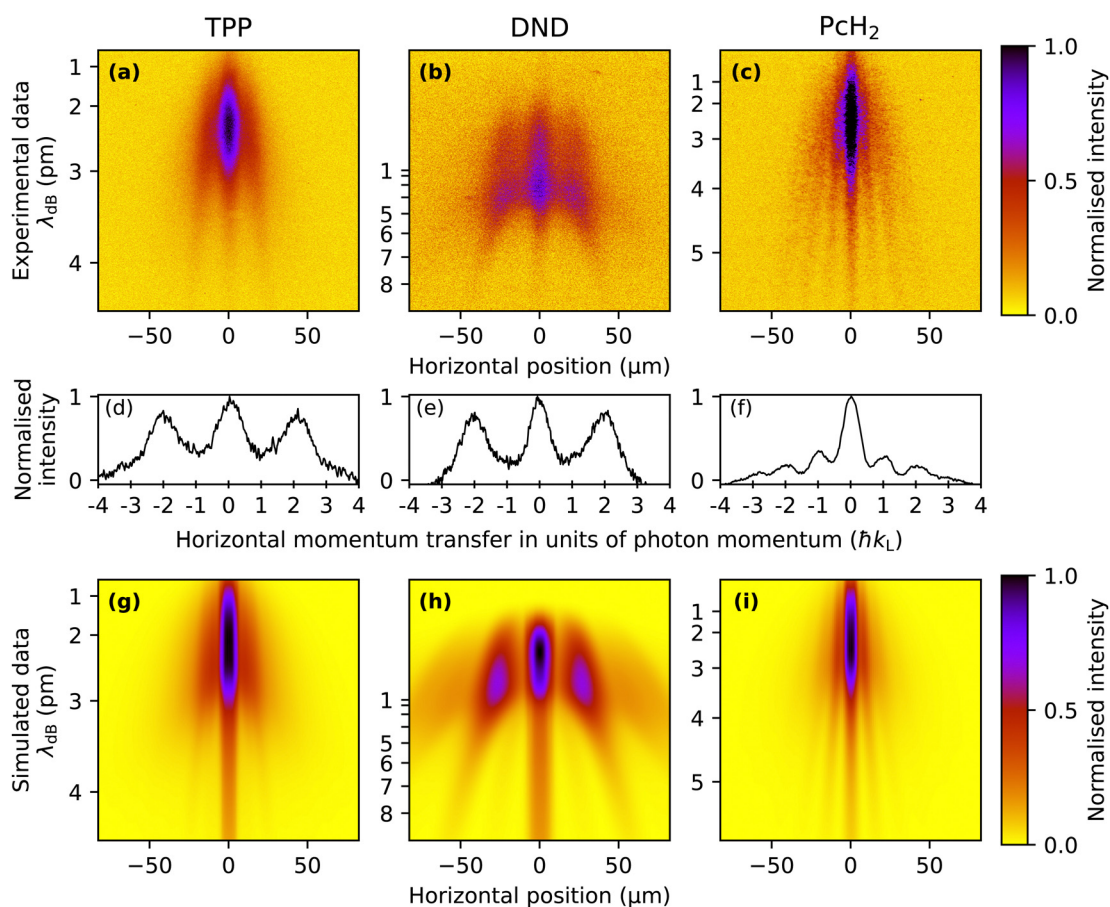 TPP
DND
PcH₂
Experimental data
λ_dB (pm)
(a)
1
2
3
4
−50
0
50
(b)
1
5
6
7
8
−50
0
50
Horizontal position (µm)
(c)
1
2
3
4
5
−50
0
50
1.0
0.5
0.0
Normalised intensity
Normalised
intensity
(d)
1
0
-4 -3 -2 -1 0 1 2 3 4
(e)
1
0
-4 -3 -2 -1 0 1 2 3 4
(f)
1
0
-4 -3 -2 -1 0 1 2 3 4
Horizontal momentum transfer in units of photon momentum (ħk_L)
Simulated data
λ_dB (pm)
(g)
1
2
3
4
−50
0
50
(h)
1
5
6
7
8
−50
0
50
Horizontal position (µm)
(i)
1
2
3
4
5
−50
0
50
1.0
0.5
0.0
Normalised intensity